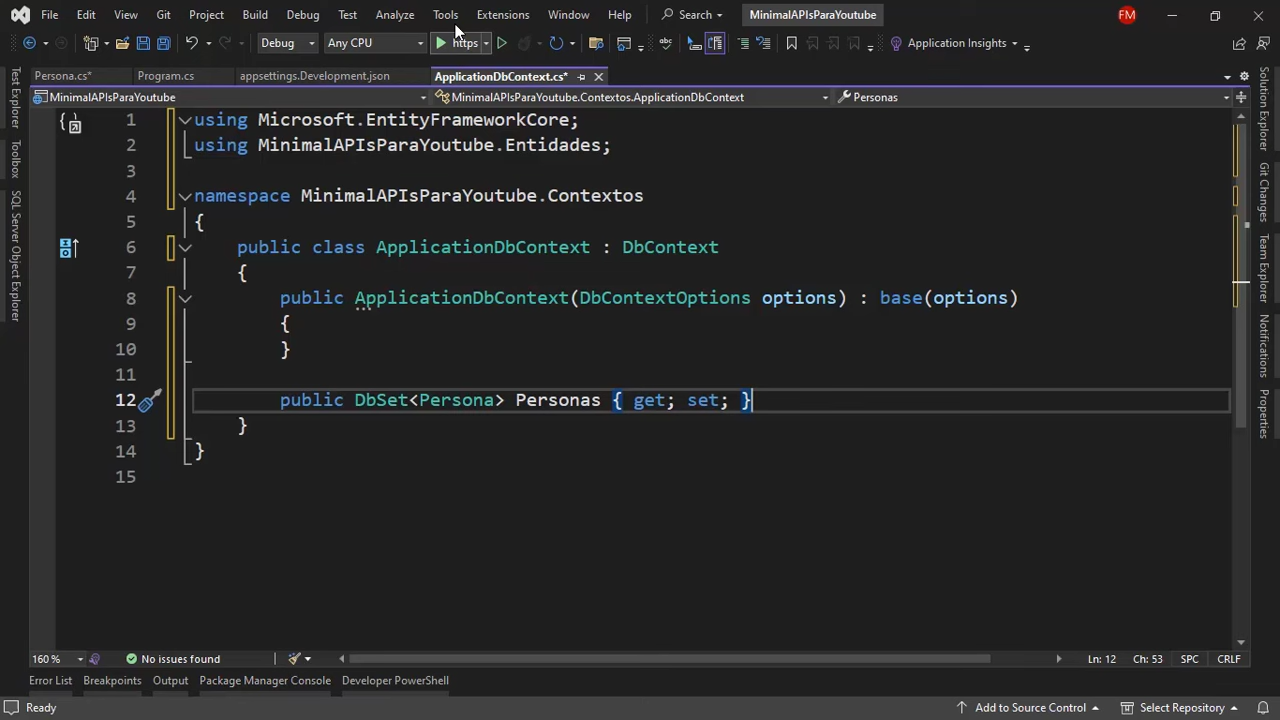 File Edit View Git Project Build Debug Test Analyze Tools Extensions Window Help Search MinimalAPIsParaYoutube FM
Debug Any CPU https Application Insights
Persona.cs* Program.cs appsettings.Development.json ApplicationDbContext.cs*
MinimalAPIsParaYoutube MinimalAPIsParaYoutube.Contextos.ApplicationDbContext Personas
1 using Microsoft.EntityFrameworkCore;
2 using MinimalAPIsParaYoutube.Entidades;
3
4 namespace MinimalAPIsParaYoutube.Contextos
5 {
6 public class ApplicationDbContext : DbContext
7 {
8 public ApplicationDbContext(DbContextOptions options) : base(options)
9 {
10 }
11
12 public DbSet<Persona> Personas { get; set; }
13 }
14 }
15
160 % No issues found Ln: 12 Ch: 53 SPC CRLF
Error List Breakpoints Output Package Manager Console Developer PowerShell
Ready Add to Source Control Select Repository
Test Explorer
Toolbox
SQL Server Object Explorer
Solution Explorer
Git Changes
Team Explorer
Notifications
Properties